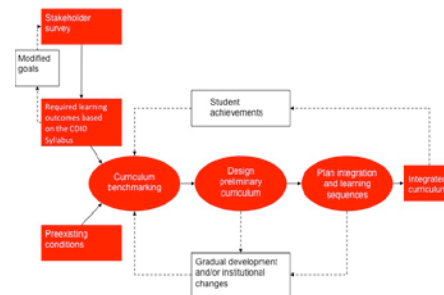 Stakeholder
survey
Modified
goals
Required learning
outcomes based
on the CDIO
Syllabus
Student
achievements
Curriculum
benchmarking
Design
preliminary
curriculum
Plan integration
and learning
sequences
Integrated
curriculum
Preexisting
conditions
Gradual development
and/or institutional
changes